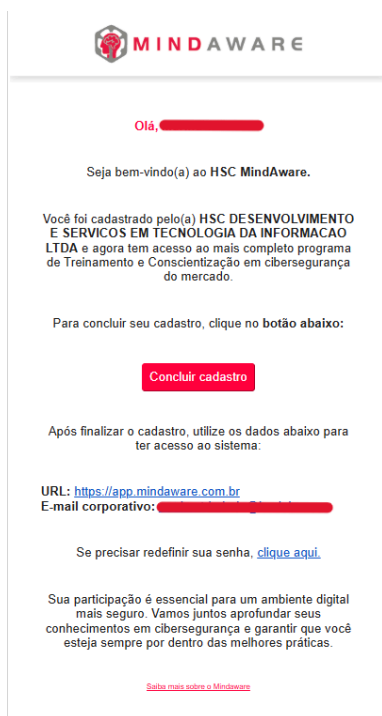 MINDAWARE
Olá,
Seja bem-vindo(a) ao HSC MindAware.
Você foi cadastrado pelo(a) HSC DESENVOLVIMENTO
E SERVICOS EM TECNOLOGIA DA INFORMACAO
LTDA e agora tem acesso ao mais completo programa
de Treinamento e Conscientização em cibersegurança
do mercado.
Para concluir seu cadastro, clique no botão abaixo:
Concluir cadastro
Após finalizar o cadastro, utilize os dados abaixo para
ter acesso ao sistema:
URL: https://app.mindaware.com.br
E-mail corporativo:
Se precisar redefinir sua senha, clique aqui.
Sua participação é essencial para um ambiente digital
mais seguro. Vamos juntos aprofundar seus
conhecimentos em cibersegurança e garantir que você
esteja sempre por dentro das melhores práticas.
Saiba mais sobre o Mindaware